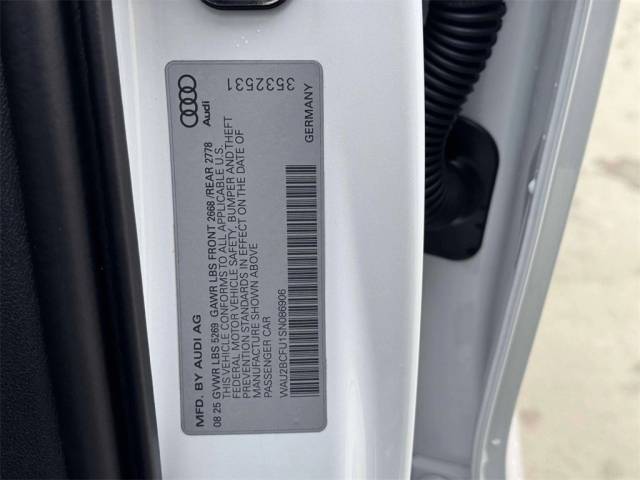 3532531
Audi
MFD. BY AUDI AG
GERMANY
08 25 GVWR LBS 5269 GAWR LBS FRONT 2668 /REAR 2778
THIS VEHICLE CONFORMS TO ALL APPLICABLE U.S.
FEDERAL MOTOR VEHICLE SAFETY, BUMPER AND THEFT
PREVENTION STANDARDS IN EFFECT ON THE DATE OF
MANUFACTURE SHOWN ABOVE
PASSENGER CAR
WAU2BCFU1SN086906